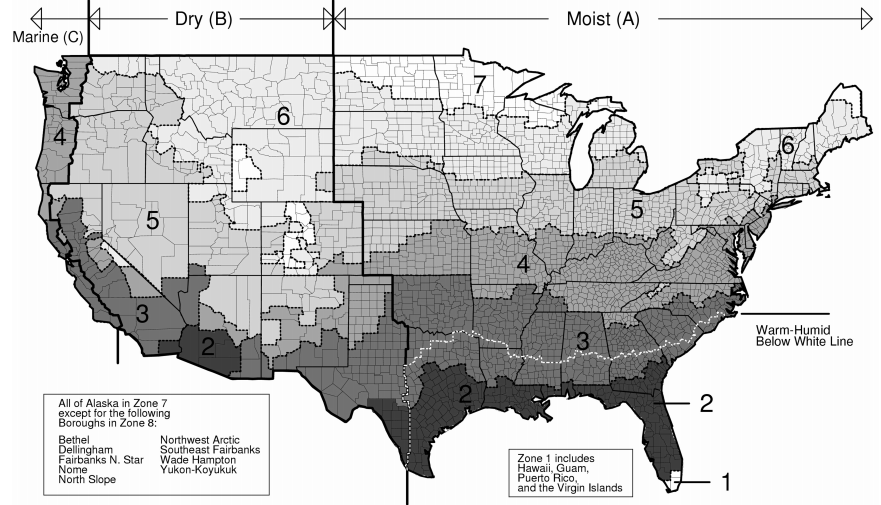 Marine (C)
Dry (B)
Moist (A)
7
6
6
4
5
5
4
3
3
2
2
2
1
Warm-Humid
Below White Line
All of Alaska in Zone 7
except for the following
Boroughs in Zone 8:
Bethel
Dellingham
Fairbanks N. Star
Nome
North Slope
Northwest Arctic
Southeast Fairbanks
Wade Hampton
Yukon-Koyukuk
Zone 1 includes
Hawaii, Guam,
Puerto Rico,
and the Virgin Islands